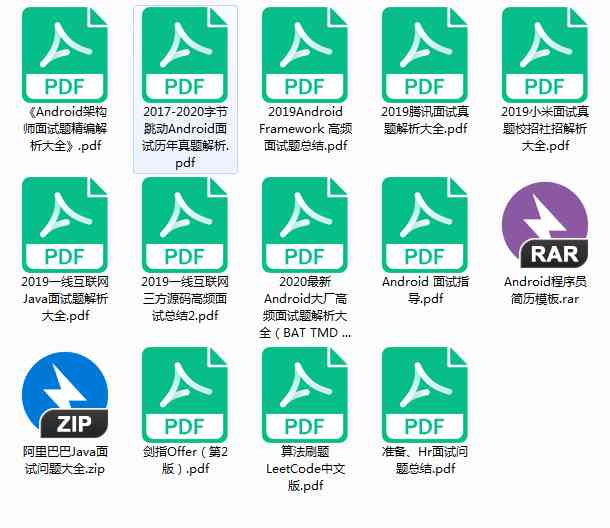 PDF
PDF
PDF
PDF
PDF
《Android架构
师面试题精编解
析大全》.pdf
2017-2020字节
跳动Android面
试历年真题解析.
pdf
2019Android
Framework 高频
面试题总结.pdf
2019腾讯面试真
题解析大全.pdf
2019小米面试真
题校招社招解析
大全.pdf
PDF
PDF
PDF
PDF
RAR
2019一线互联网
Java面试题解析
大全.pdf
2019一线互联网
三方源码高频面
试总结2.pdf
2020最新
Android大厂高
频面试题解析大
全（BAT TMD ...
Android 面试指
导.pdf
Android程序员
简历模板.rar
ZIP
PDF
PDF
PDF
阿里巴巴Java面
试问题大全.zip
剑指Offer（第2
版）.pdf
算法刷题
LeetCode中文
版.pdf
准备、Hr面试问
题总结.pdf